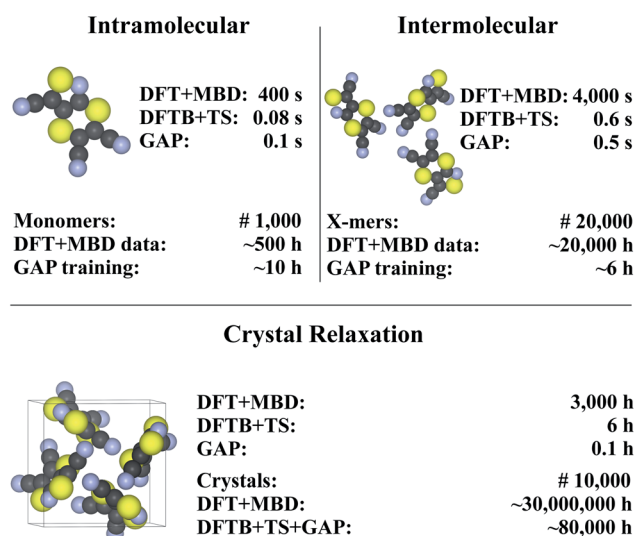 Intramolecular
DFT+MBD: 400 s
DFTB+TS: 0.08 s
GAP: 0.1 s
Monomers: # 1,000
DFT+MBD data: ~500 h
GAP training: ~10 h
Intermolecular
DFT+MBD: 4,000 s
DFTB+TS: 0.6 s
GAP: 0.5 s
X-mers: # 20,000
DFT+MBD data: ~20,000 h
GAP training: ~6 h
Crystal Relaxation
DFT+MBD: 3,000 h
DFTB+TS: 6 h
GAP: 0.1 h
Crystals: # 10,000
DFT+MBD: ~30,000,000 h
DFTB+TS+GAP: ~80,000 h